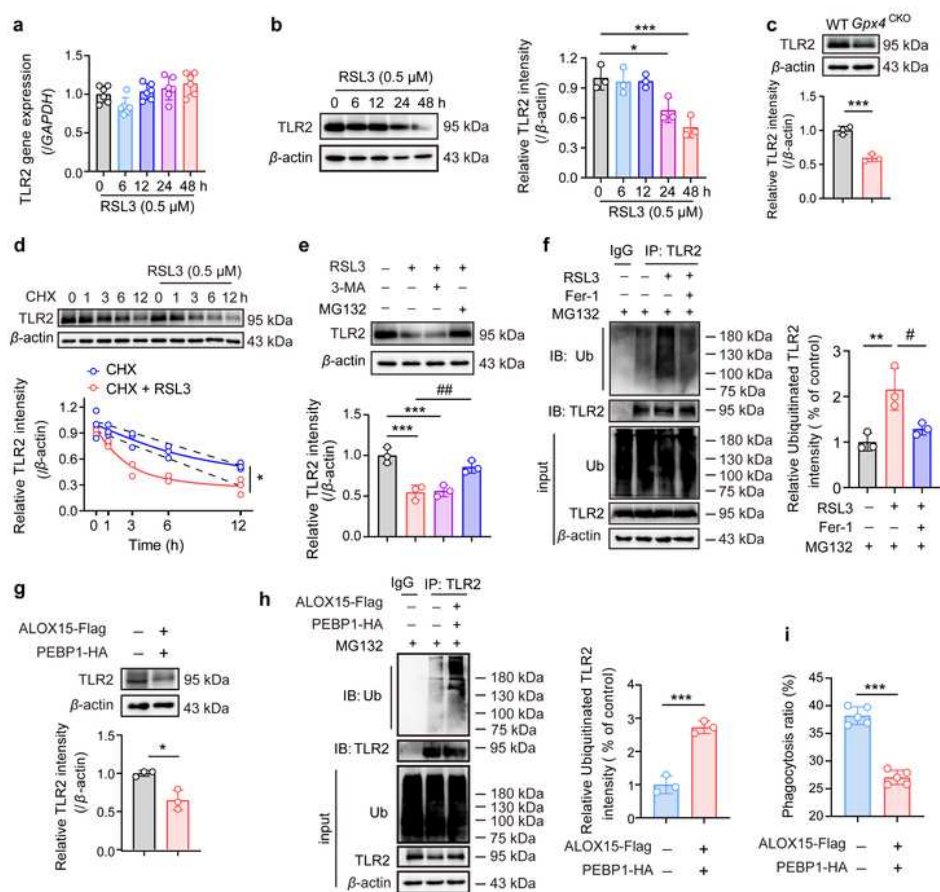 a
TLR2 gene expression
(/GAPDH)
1.5
1.0
0.5
0.0
0 6 12 24 48 h
RSL3 (0.5 µM)
b
RSL3 (0.5 µM)
0 6 12 24 48 h
TLR2 95 kDa
β-actin 43 kDa
Relative TLR2 intensity
(/β-actin)
1.5
1.0
0.5
0.0
***
*
0 6 12 24 48 h
RSL3 (0.5 µM)
c
WT Gpx4 CKO
TLR2 95 kDa
β-actin 43 kDa
Relative TLR2 intensity
(/β-actin)
1.5
1.0
0.5
0.0
***
d
RSL3 (0.5 µM)
CHX 0 1 3 6 12 0 1 3 6 12 h
TLR2 95 kDa
β-actin 43 kDa
CHX
CHX + RSL3
Relative TLR2 intensity
(/β-actin)
1.2
0.9
0.6
0.3
0.0
*
0 1 3 6 12
Time (h)
e
RSL3 – + + +
3-MA – – + –
MG132 – – – +
TLR2 95 kDa
β-actin 43 kDa
Relative TLR2 intensity
(/β-actin)
1.5
1.0
0.5
0.0
##
***
***
f
IgG IP: TLR2
RSL3 – + +
Fer-1 – – +
MG132 + + + +
IB: Ub
180 kDa
130 kDa
100 kDa
75 kDa
IB: TLR2 95 kDa
input
Ub
180 kDa
130 kDa
100 kDa
75 kDa
TLR2 95 kDa
β-actin 43 kDa
Relative Ubiquitinated TLR2
intensity ( % of control)
4
3
2
1
0
** #
RSL3 – + +
Fer-1 – – +
MG132 + + +
g
ALOX15-Flag – +
PEBP1-HA – +
TLR2 95 kDa
β-actin 43 kDa
Relative TLR2 intensity
(/β-actin)
1.5
1.0
0.5
0.0
*
h
IgG IP: TLR2
ALOX15-Flag – +
PEBP1-HA – +
MG132 + + +
IB: Ub
180 kDa
130 kDa
100 kDa
75 kDa
IB: TLR2 95 kDa
input
Ub
180 kDa
130 kDa
100 kDa
75 kDa
TLR2 95 kDa
β-actin 43 kDa
Relative Ubiquitinated TLR2
intensity ( % of control)
4
3
2
1
0
***
ALOX15-Flag – +
PEBP1-HA – +
i
Phagocytosis ratio (%)
45
40
35
30
25
20
***
ALOX15-Flag – +
PEBP1-HA – +